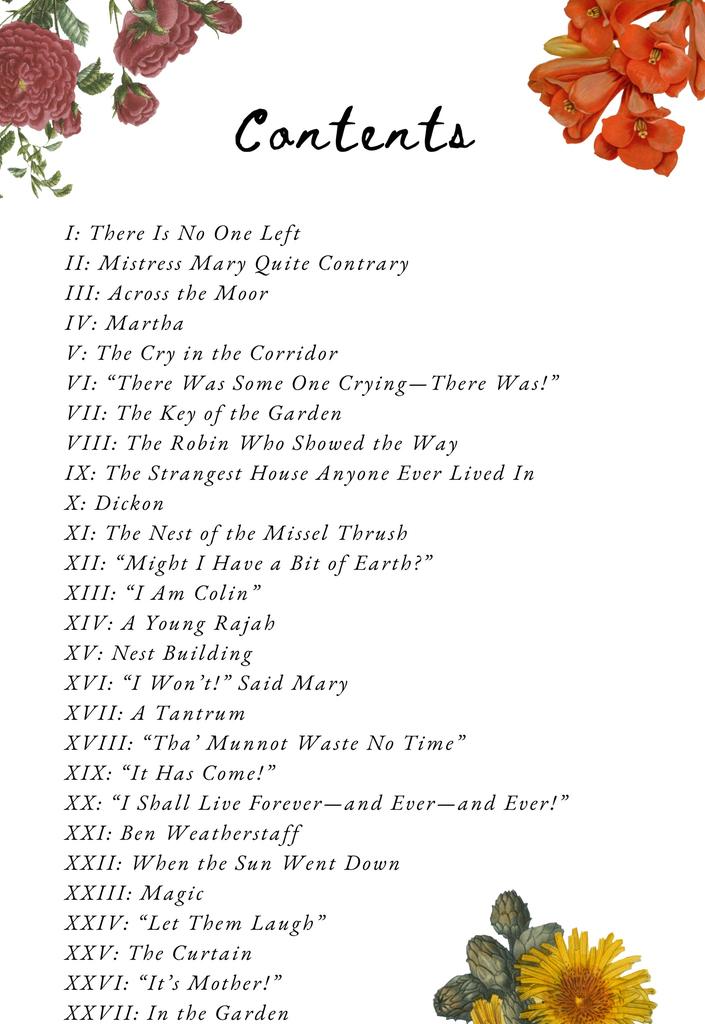 Contents
I: There Is No One Left
II: Mistress Mary Quite Contrary
III: Across the Moor
IV: Martha
V: The Cry in the Corridor
VI: “There Was Some One Crying—There Was!”
VII: The Key of the Garden
VIII: The Robin Who Showed the Way
IX: The Strangest House Anyone Ever Lived In
X: Dickon
XI: The Nest of the Missel Thrush
XII: “Might I Have a Bit of Earth?”
XIII: “I Am Colin”
XIV: A Young Rajah
XV: Nest Building
XVI: “I Won’t!” Said Mary
XVII: A Tantrum
XVIII: “Tha’ Munnot Waste No Time”
XIX: “It Has Come!”
XX: “I Shall Live Forever—and Ever—and Ever!”
XXI: Ben Weatherstaff
XXII: When the Sun Went Down
XXIII: Magic
XXIV: “Let Them Laugh”
XXV: The Curtain
XXVI: “It’s Mother!”
XXVII: In the Garden